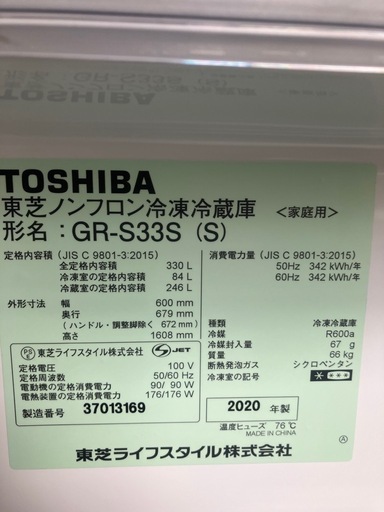 TOSHIBA
東芝ノンフロン冷凍冷蔵庫 <家庭用>
形名：GR-S33S (S)
定格内容積（JIS C 9801-3:2015）
全定格内容積 330 L
冷凍室の定格内容積 84 L
冷蔵室の定格内容積 246 L
外形寸法 幅 600 mm
奥行 679 mm
（ハンドル・調整脚除く 672 mm）
高さ 1608 mm
消費電力量（JIS C 9801-3:2015）
50Hz 342 kWh/年
60Hz 342 kWh/年
種類 冷凍冷蔵庫
冷媒 R600a
冷媒封入量 67 g
質量 66 kg
断熱発泡ガス シクロペンタン
冷凍室の記号
PS E 東芝ライフスタイル株式会社 S JET
定格電圧 100 V
定格周波数 50/60 Hz
電動機の定格消費電力 90/ 90 W
電熱装置の定格消費電力 176/176 W
製造番号 37013169
2020 年製
温度ヒューズ 76℃
MADE IN CHINA
東芝ライフスタイル株式会社 Ⓐ